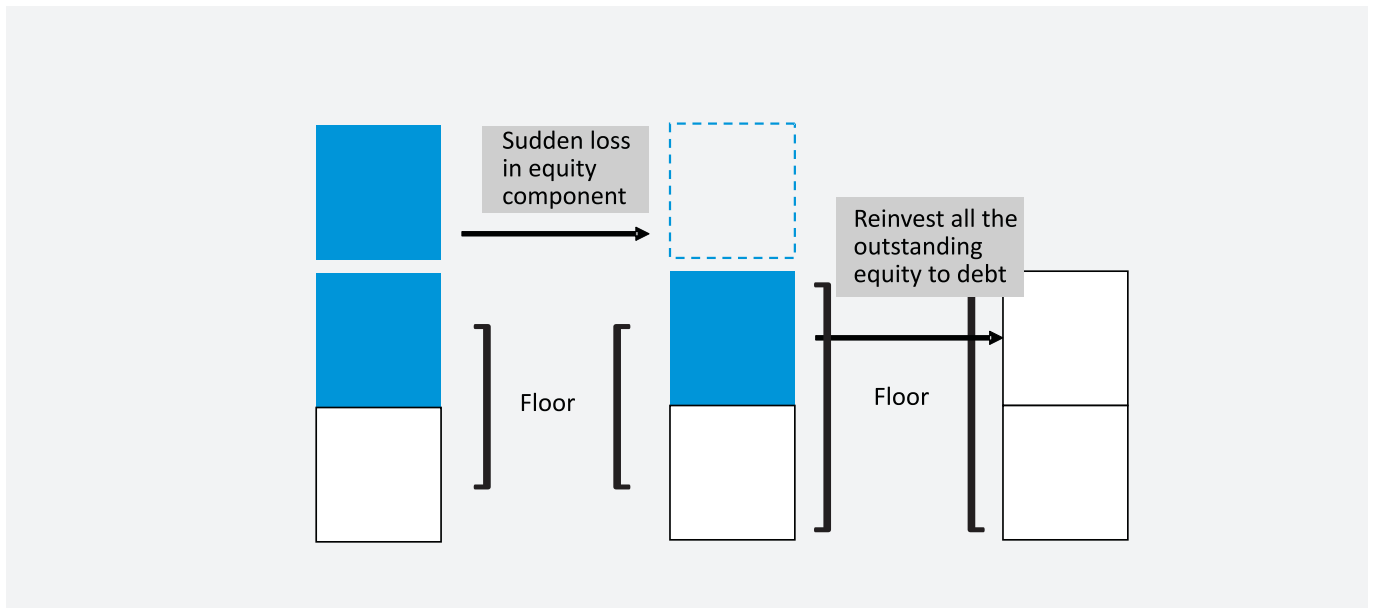 Sudden loss
in equity
component
Reinvest all the
outstanding
equity to debt
Floor
Floor